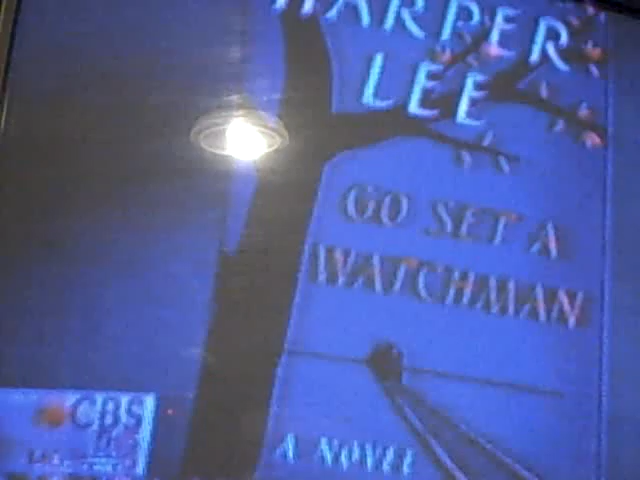 HARPER
LEE
GO SET A
WATCHMAN
A NOVEL
CBS